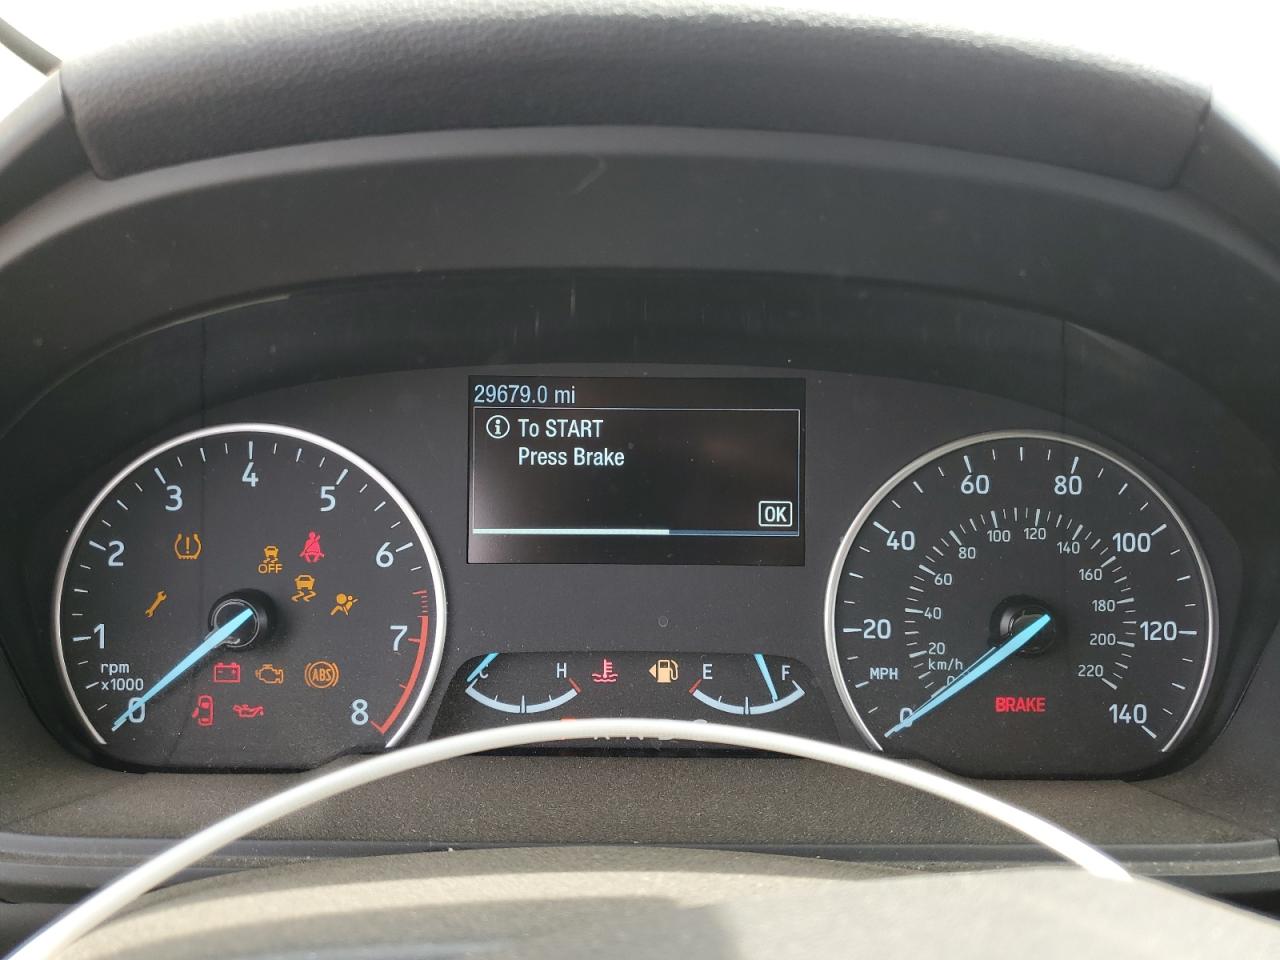 29679.0 mi
i To START
Press Brake
OK
0 1 2 3 4 5 6 7 8
rpm
x1000
OFF
ABS
C H
E F
0 20 40 60 80 100 120 140
MPH
20 40 60 80 100 120 140 160 180 200 220
km/h
BRAKE